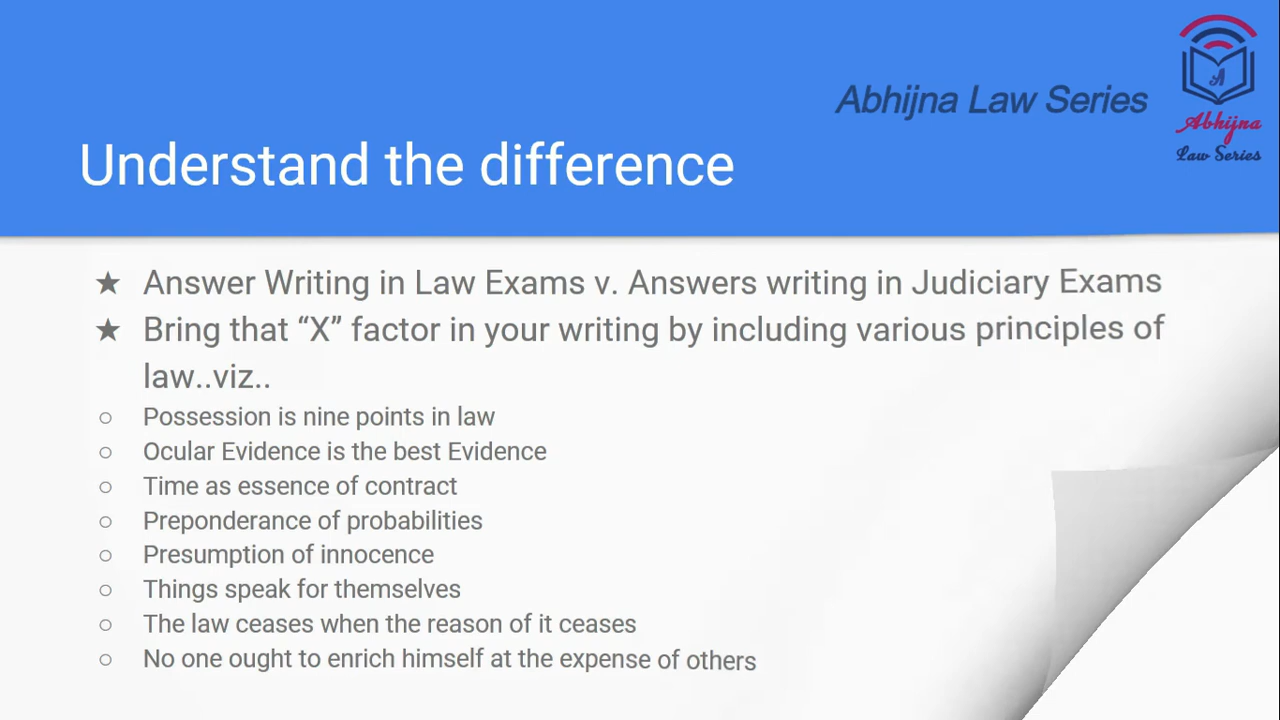 Abhijna Law Series
A
Abhijna
Law Series
Understand the difference
★ Answer Writing in Law Exams v. Answers writing in Judiciary Exams
★ Bring that “X” factor in your writing by including various principles of
law..viz..
○ Possession is nine points in law
○ Ocular Evidence is the best Evidence
○ Time as essence of contract
○ Preponderance of probabilities
○ Presumption of innocence
○ Things speak for themselves
○ The law ceases when the reason of it ceases
○ No one ought to enrich himself at the expense of others